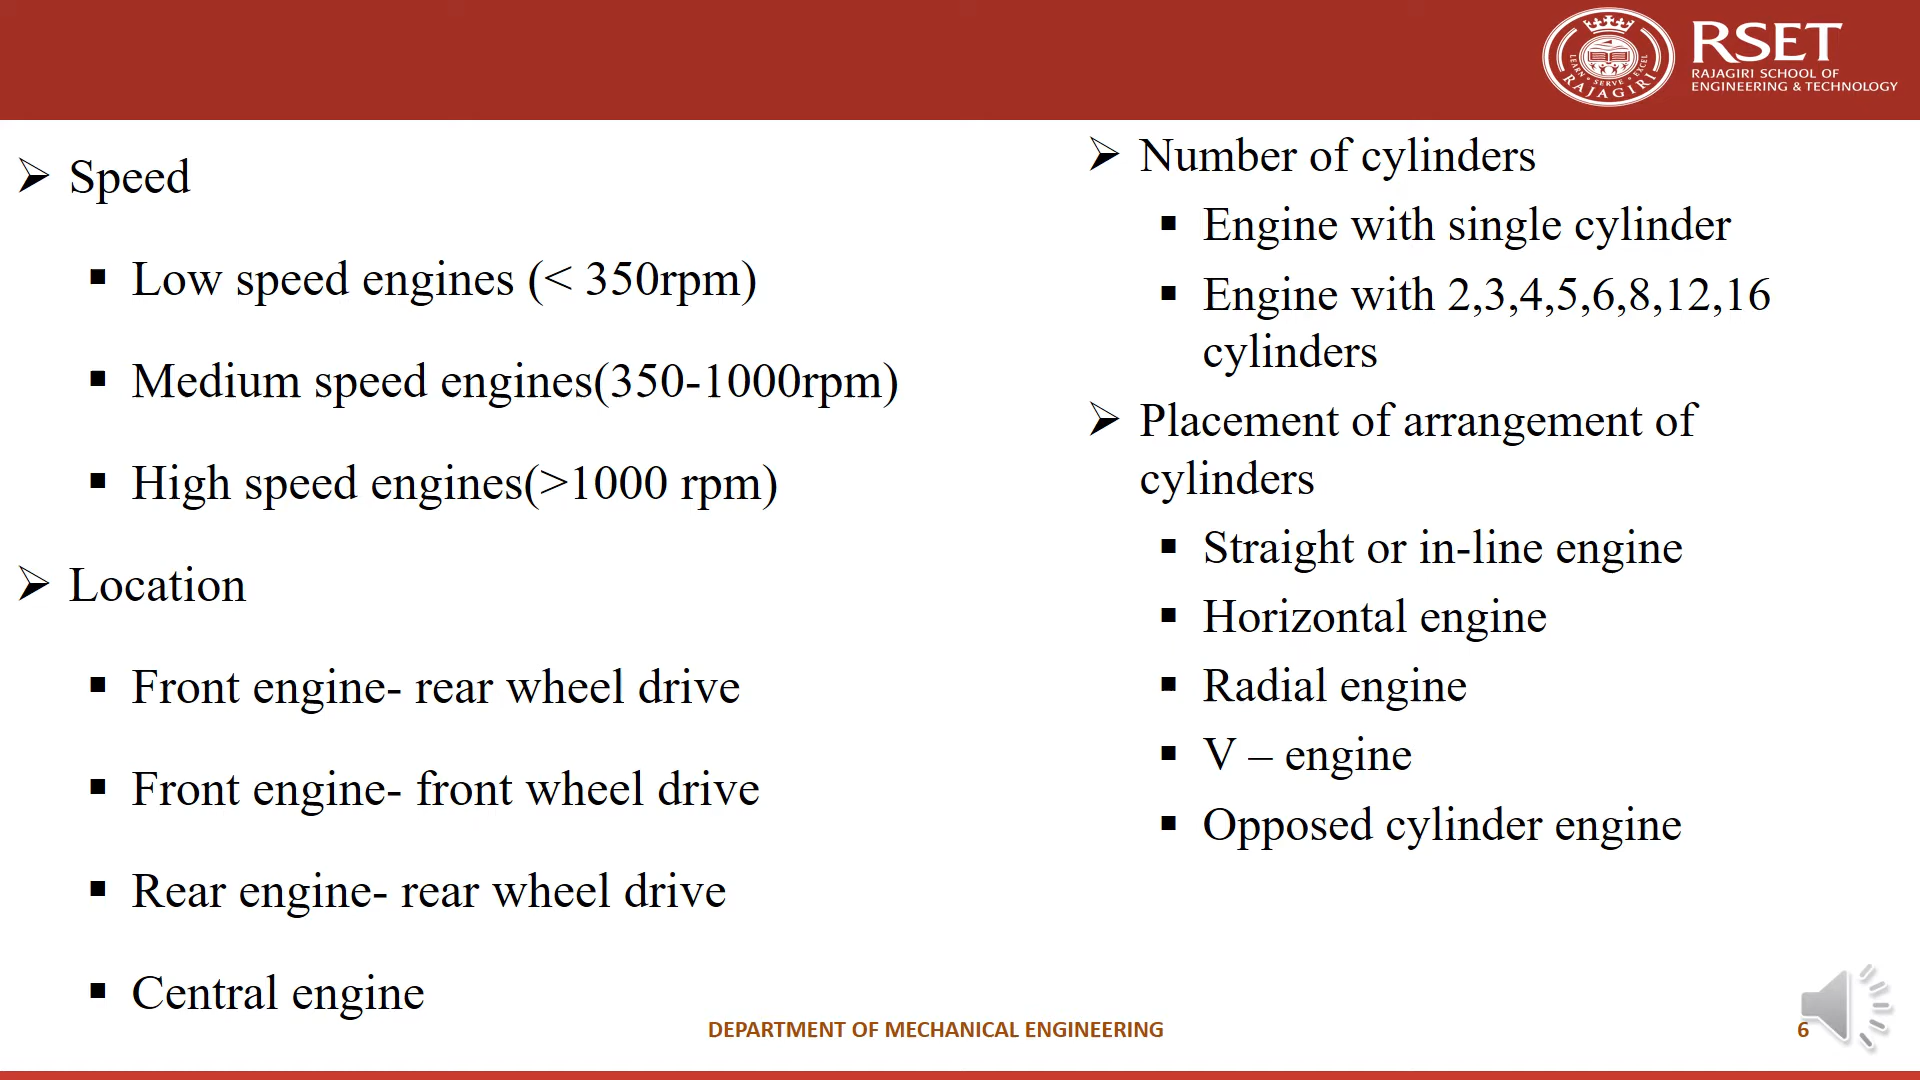 RSET
RAJAGIRI SCHOOL OF
ENGINEERING & TECHNOLOGY
LEARN · SERVE · EXCEL
RAJAGIRI
➢ Speed
▪ Low speed engines (< 350rpm)
▪ Medium speed engines(350-1000rpm)
▪ High speed engines(>1000 rpm)
➢ Location
▪ Front engine- rear wheel drive
▪ Front engine- front wheel drive
▪ Rear engine- rear wheel drive
▪ Central engine
➢ Number of cylinders
▪ Engine with single cylinder
▪ Engine with 2,3,4,5,6,8,12,16
cylinders
➢ Placement of arrangement of
cylinders
▪ Straight or in-line engine
▪ Horizontal engine
▪ Radial engine
▪ V – engine
▪ Opposed cylinder engine
DEPARTMENT OF MECHANICAL ENGINEERING
6